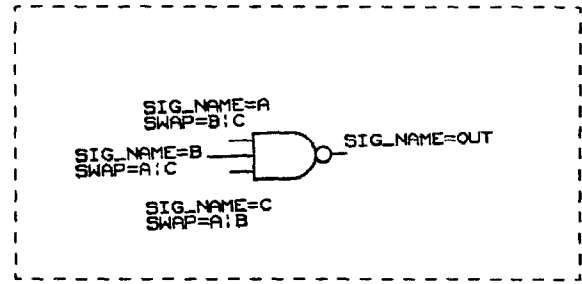 SIG_NAME=A
SWAP=B:C
SIG_NAME=OUT
SIG_NAME=B
SWAP=A:C
SIG_NAME=C
SWAP=A:B